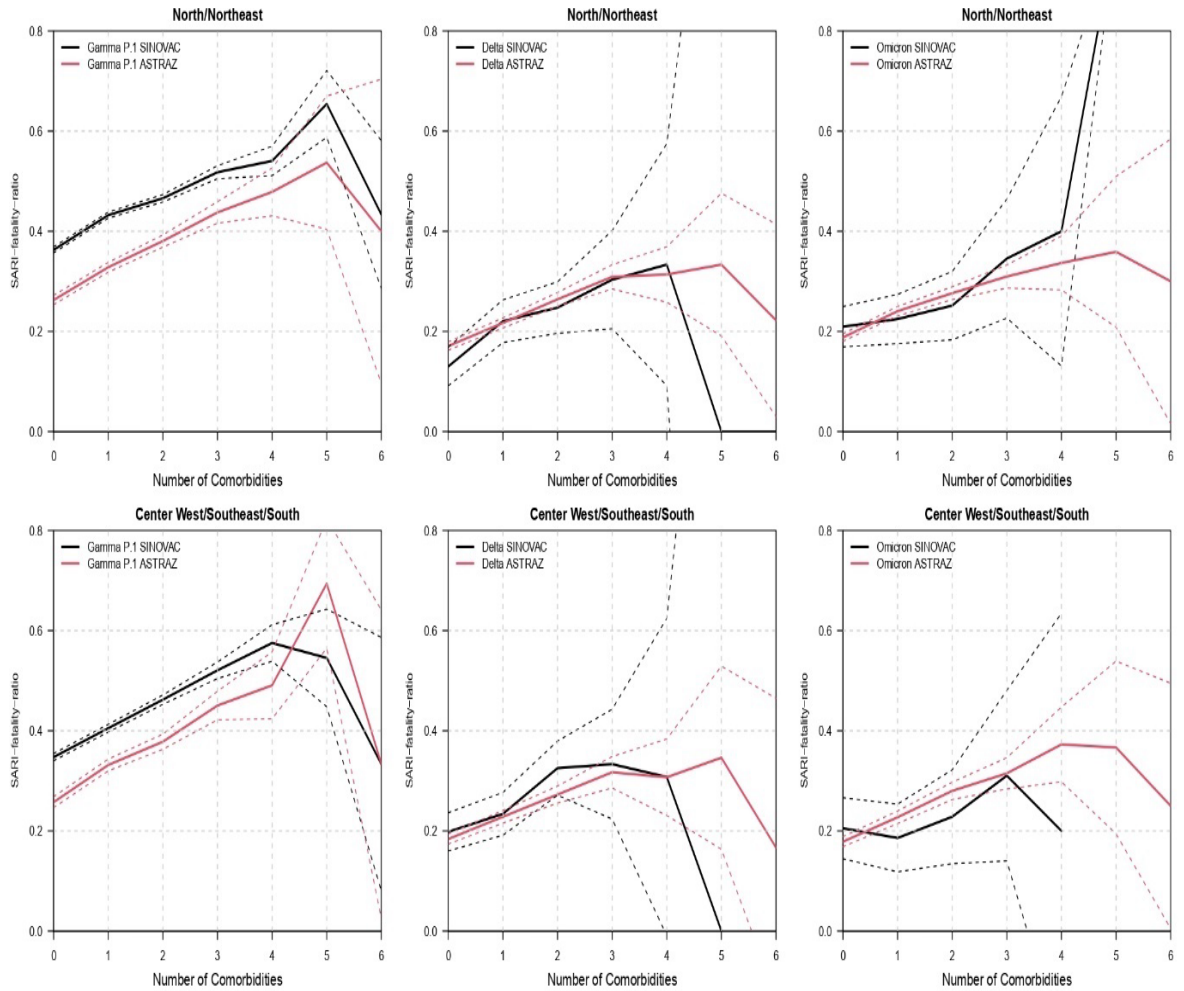 North/Northeast
Gamma P.1 SINOVAC
Gamma P.1 ASTRAZ
SARI−fatality−ratio
0.8
0.6
0.4
0.2
0.0
0 1 2 3 4 5 6
Number of Comorbidities
North/Northeast
Delta SINOVAC
Delta ASTRAZ
SARI−fatality−ratio
0.8
0.6
0.4
0.2
0.0
0 1 2 3 4 5 6
Number of Comorbidities
North/Northeast
Omicron SINOVAC
Omicron ASTRAZ
SARI−fatality−ratio
0.8
0.6
0.4
0.2
0.0
0 1 2 3 4 5 6
Number of Comorbidities
Center West/Southeast/South
Gamma P.1 SINOVAC
Gamma P.1 ASTRAZ
SARI−fatality−ratio
0.8
0.6
0.4
0.2
0.0
0 1 2 3 4 5 6
Number of Comorbidities
Center West/Southeast/South
Delta SINOVAC
Delta ASTRAZ
SARI−fatality−ratio
0.8
0.6
0.4
0.2
0.0
0 1 2 3 4 5 6
Number of Comorbidities
Center West/Southeast/South
Omicron SINOVAC
Omicron ASTRAZ
SARI−fatality−ratio
0.8
0.6
0.4
0.2
0.0
0 1 2 3 4 5 6
Number of Comorbidities